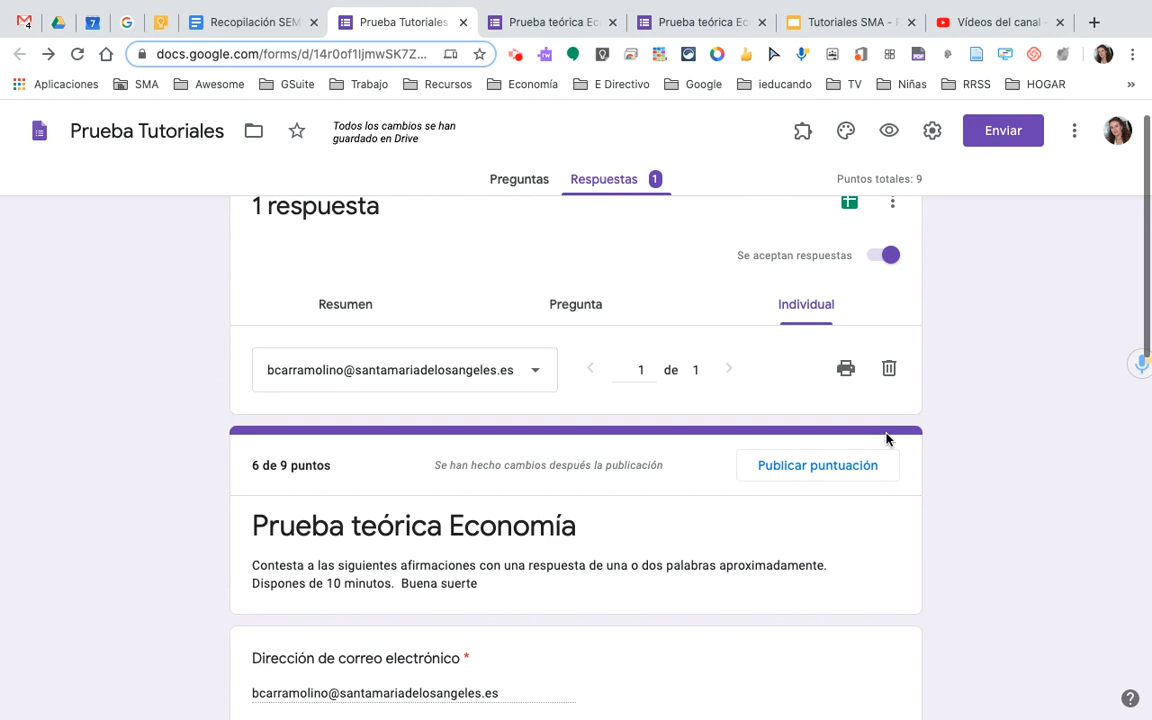 Recopilación SEM
Prueba Tutoriales
Prueba teórica Ec
Prueba teórica Ec
Tutoriales SMA - F
Vídeos del canal -
docs.google.com/forms/d/14r0of1IjmwSK7Z...
Aplicaciones
SMA
Awesome
GSuite
Trabajo
Recursos
Economía
E Directivo
Google
ieducando
TV
Niñas
RRSS
HOGAR
»
Prueba Tutoriales
Todos los cambios se han
guardado en Drive
Enviar
Preguntas
Respuestas 1
Puntos totales: 9
1 respuesta
Se aceptan respuestas
Resumen
Pregunta
Individual
bcarramolino@santamariadelosangeles.es
1 de 1
6 de 9 puntos
Se han hecho cambios después la publicación
Publicar puntuación
Prueba teórica Economía
Contesta a las siguientes afirmaciones con una respuesta de una o dos palabras aproximadamente.
Dispones de 10 minutos. Buena suerte
Dirección de correo electrónico *
bcarramolino@santamariadelosangeles.es